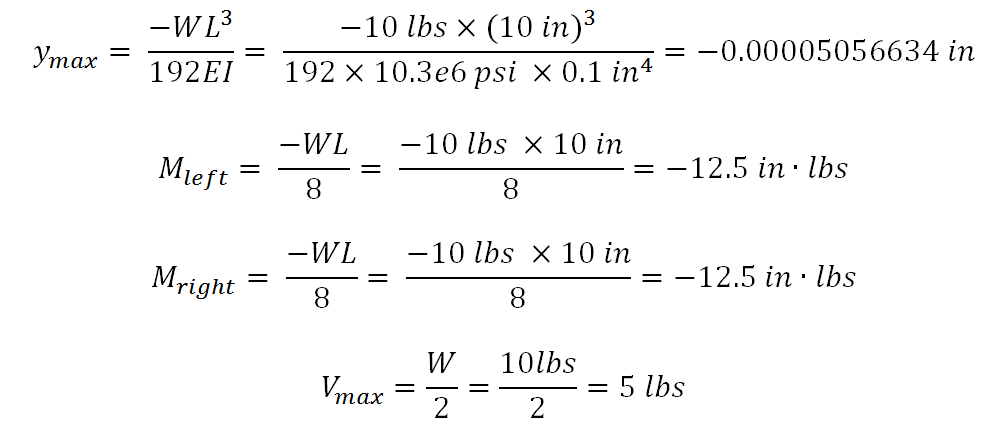 y_max = −WL³/192EI = −10 lbs × (10 in)³/192 × 10.3e6 psi × 0.1 in⁴ = −0.00005056634 in
M_left = −WL/8 = −10 lbs × 10 in/8 = −12.5 in · lbs
M_right = −WL/8 = −10 lbs × 10 in/8 = −12.5 in · lbs
V_max = W/2 = 10lbs/2 = 5 lbs